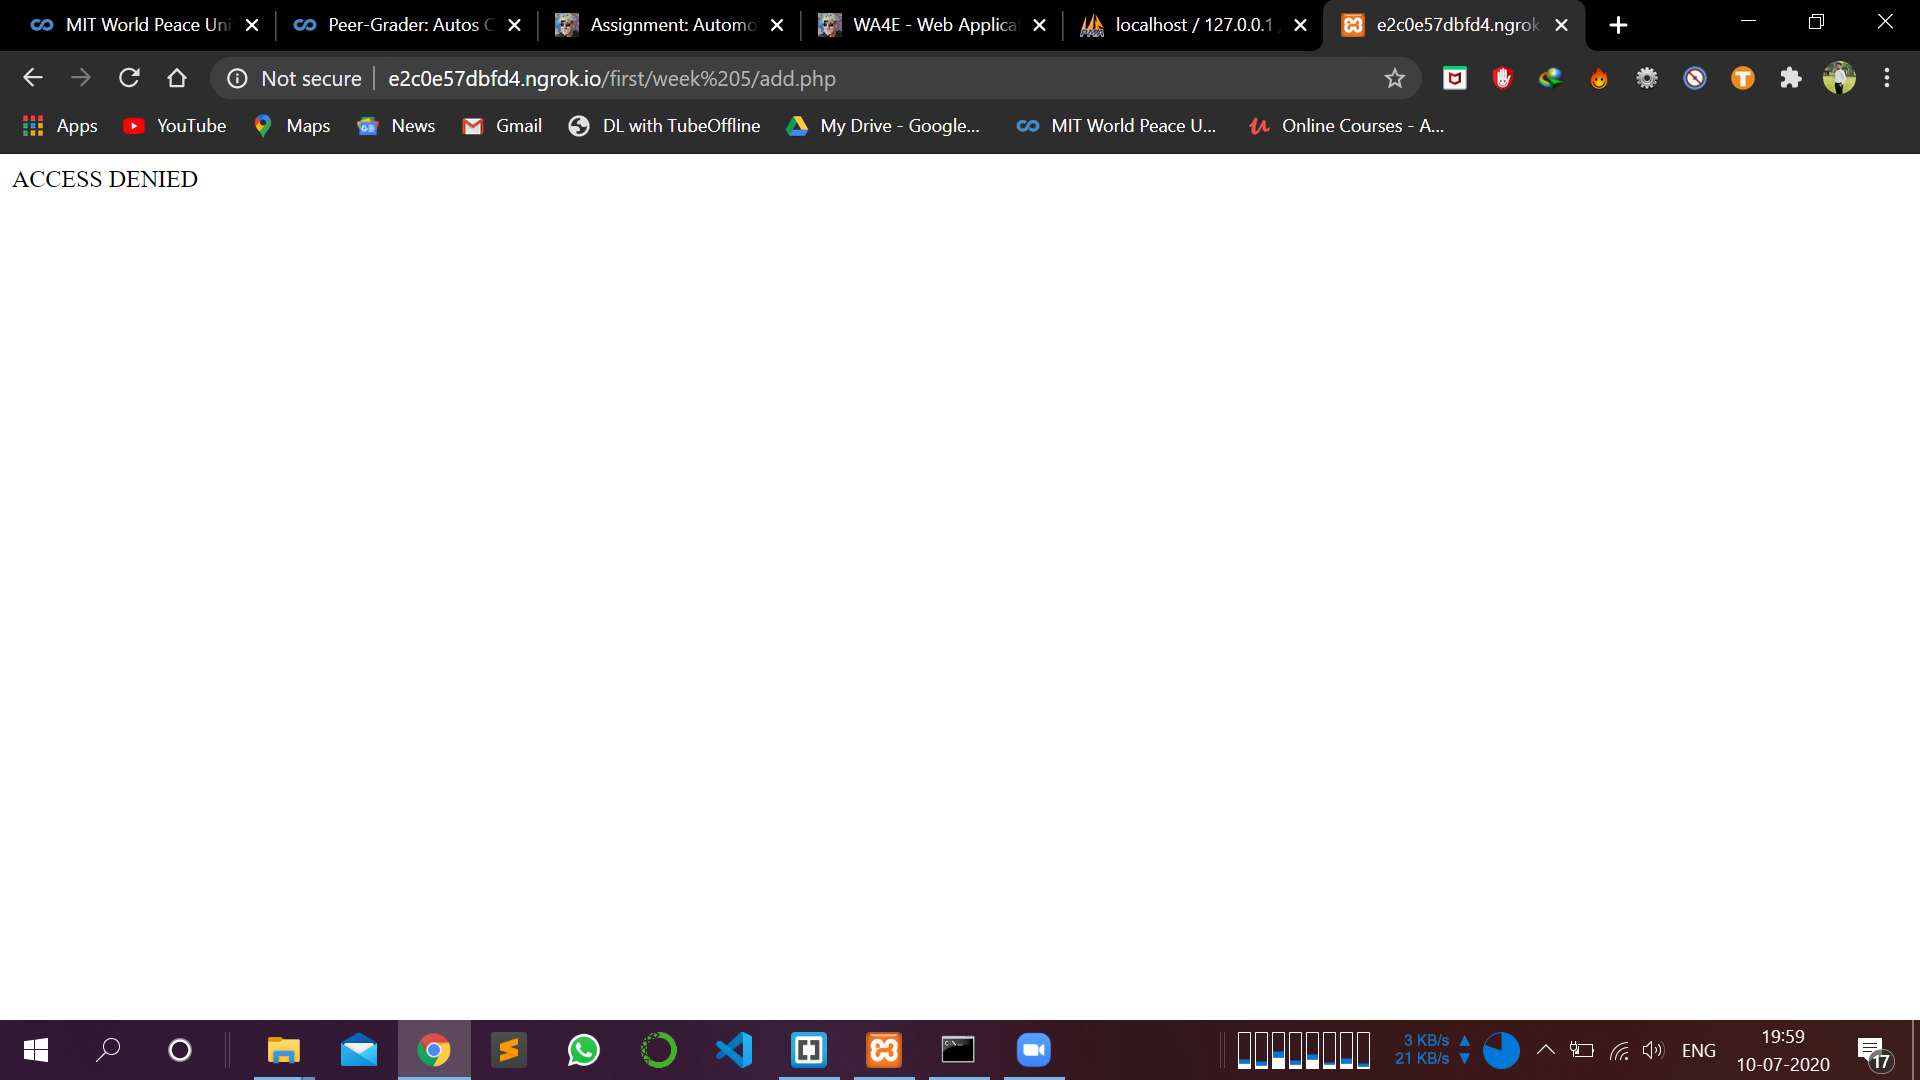 MIT World Peace Uni
Peer-Grader: Autos C
Assignment: Automo
WA4E - Web Applicat
localhost / 127.0.0.1 /
e2c0e57dbfd4.ngrok.
Not secure
e2c0e57dbfd4.ngrok.io/first/week%205/add.php
Apps
YouTube
Maps
News
Gmail
DL with TubeOffline
My Drive - Google...
MIT World Peace U...
Online Courses - A...
ACCESS DENIED
3 KB/s
21 KB/s
ENG
19:59
10-07-2020
17